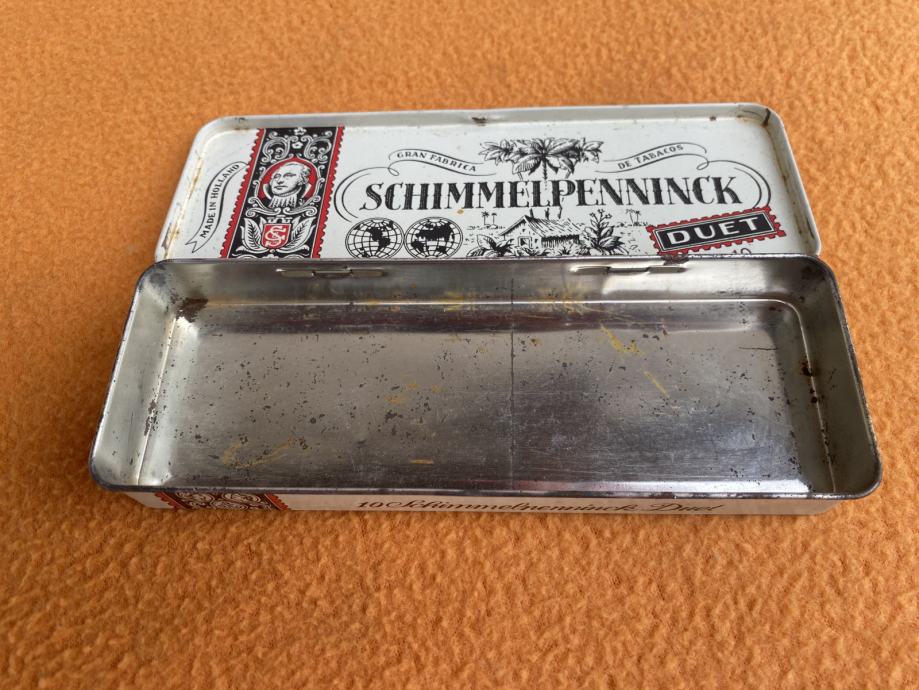 MADE IN HOLLAND
GRAN FABRICA DE TABACOS
SCHIMMELPENNINCK
DUET
S
10 Schimmelpenninck Duet